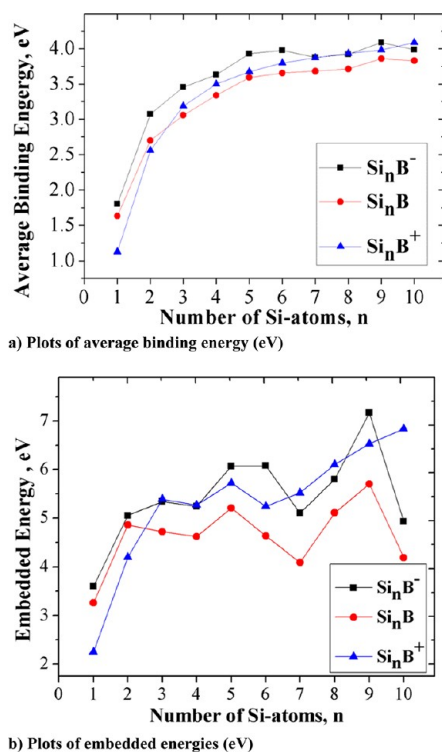 Average Binding Engergy, eV
4.0
3.5
3.0
2.5
2.0
1.5
1.0
SinB-
SinB
SinB+
0 1 2 3 4 5 6 7 8 9 10
Number of Si-atoms, n
a) Plots of average binding energy (eV)
Embedded Energy , eV
7
6
5
4
3
2
SinB-
SinB
SinB+
0 1 2 3 4 5 6 7 8 9 10
Number of Si-atoms, n
b) Plots of embedded energies (eV)